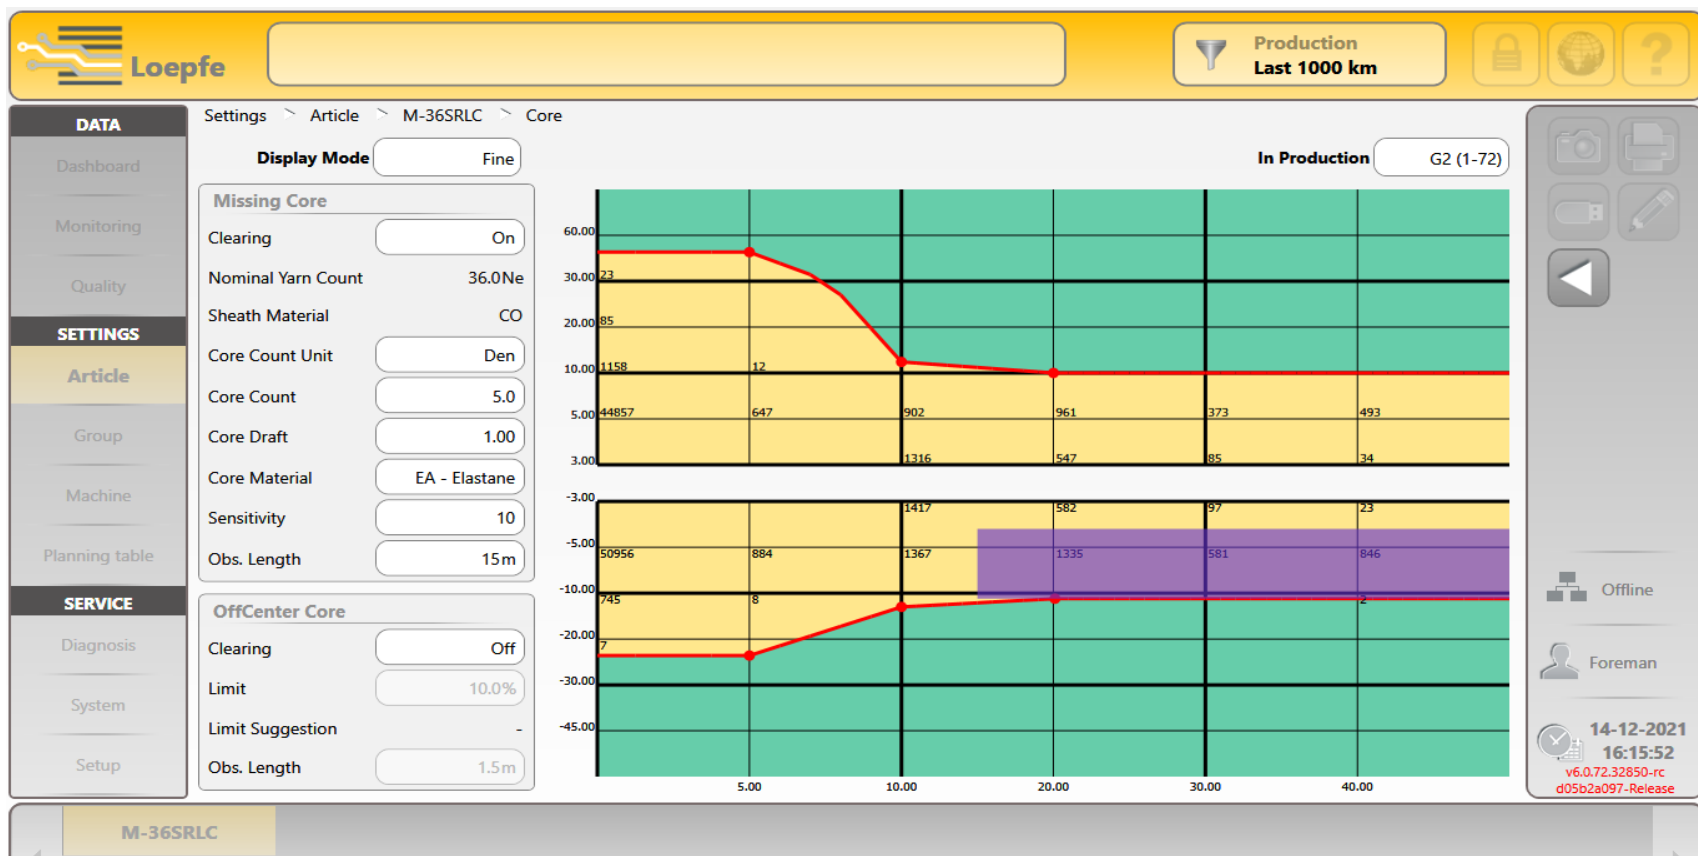 Loepfe
Production
Last 1000 km
?
DATA
Dashboard
Monitoring
Quality
SETTINGS
Article
Group
Machine
Planning table
SERVICE
Diagnosis
System
Setup
Settings > Article > M-36SRLC > Core
Display Mode Fine
In Production G2 (1-72)
Missing Core
Clearing On
Nominal Yarn Count 36.0Ne
Sheath Material CO
Core Count Unit Den
Core Count 5.0
Core Draft 1.00
Core Material EA - Elastane
Sensitivity 10
Obs. Length 15m
OffCenter Core
Clearing Off
Limit 10.0%
Limit Suggestion -
Obs. Length 1.5m
60.00
30.00 23
20.00 85
10.00 1158 12
5.00 44857 647 902 961 373 493
3.00 1316 547 85 34
-3.00 1417 582 97 23
-5.00 50956 884 1367 1335 581 846
-10.00 745 8 2
-20.00 7
-30.00
-45.00
5.00 10.00 20.00 30.00 40.00
Offline
Foreman
14-12-2021
16:15:52
v6.0.72.32850-rc
d05b2a097-Release
M-36SRLC